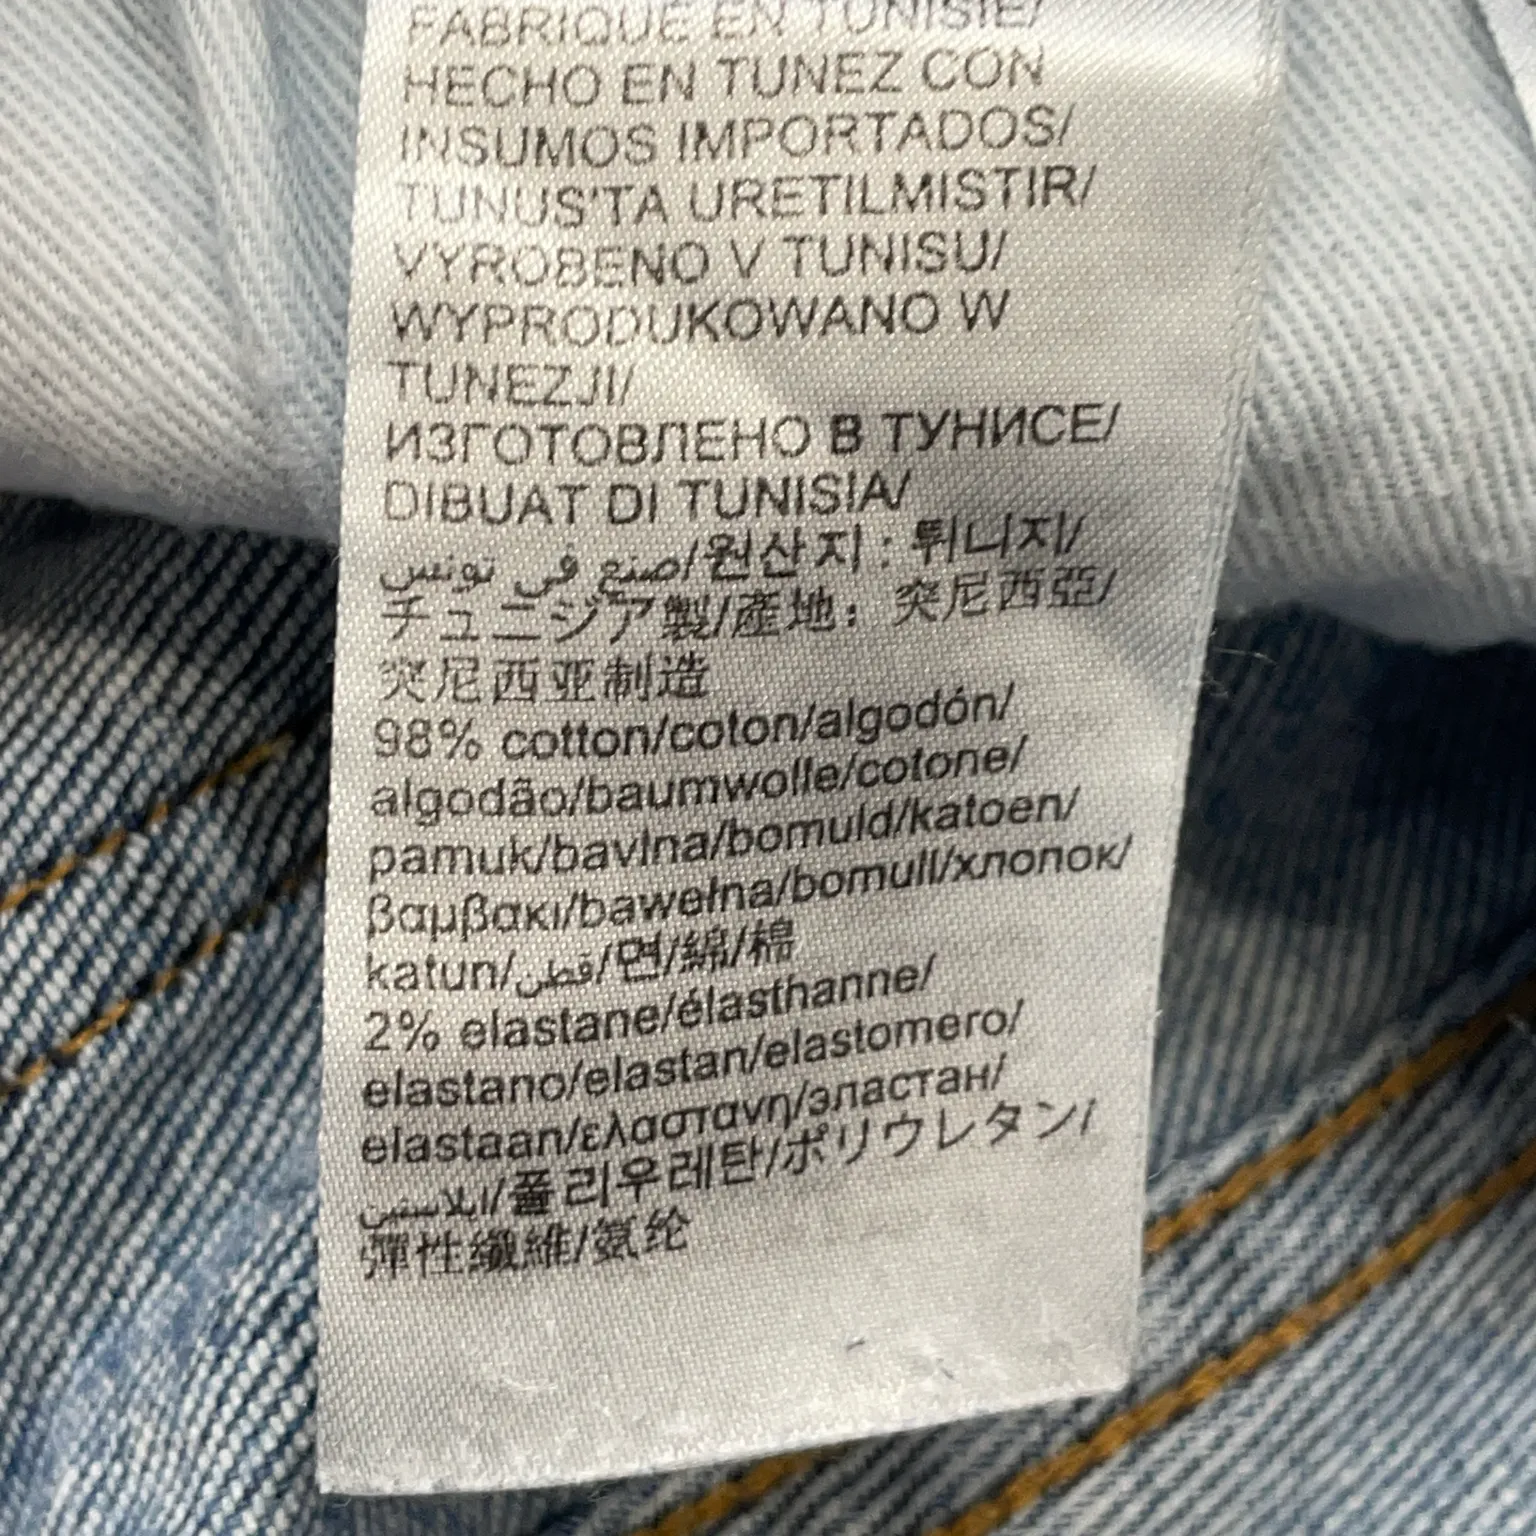 FABRIQUÉ EN TUNISIE/
HECHO EN TUNEZ CON
INSUMOS IMPORTADOS/
TUNUS'TA URETILMISTIR/
VYROBENO V TUNISU/
WYPRODUKOWANO W
TUNEZJI/
ИЗГОТОВЛЕНО В ТУНИСЕ/
DIBUAT DI TUNISIA/
صنع في تونس/원산지 : 튀니지/
チュニジア製/產地：突尼西亞/
突尼西亚制造
98% cotton/coton/algodón/
algodão/baumwolle/cotone/
pamuk/bavlna/bomuld/katoen/
βαμβακι/bawełna/bomull/хлопок/
katun/قطن/면/綿/棉
2% elastane/élasthanne/
elastano/elastan/elastomero/
elastaan/ελαστανη/эластан/
ايلاستين/폴리우레탄/ポリウレタン/
彈性纖維/氨纶